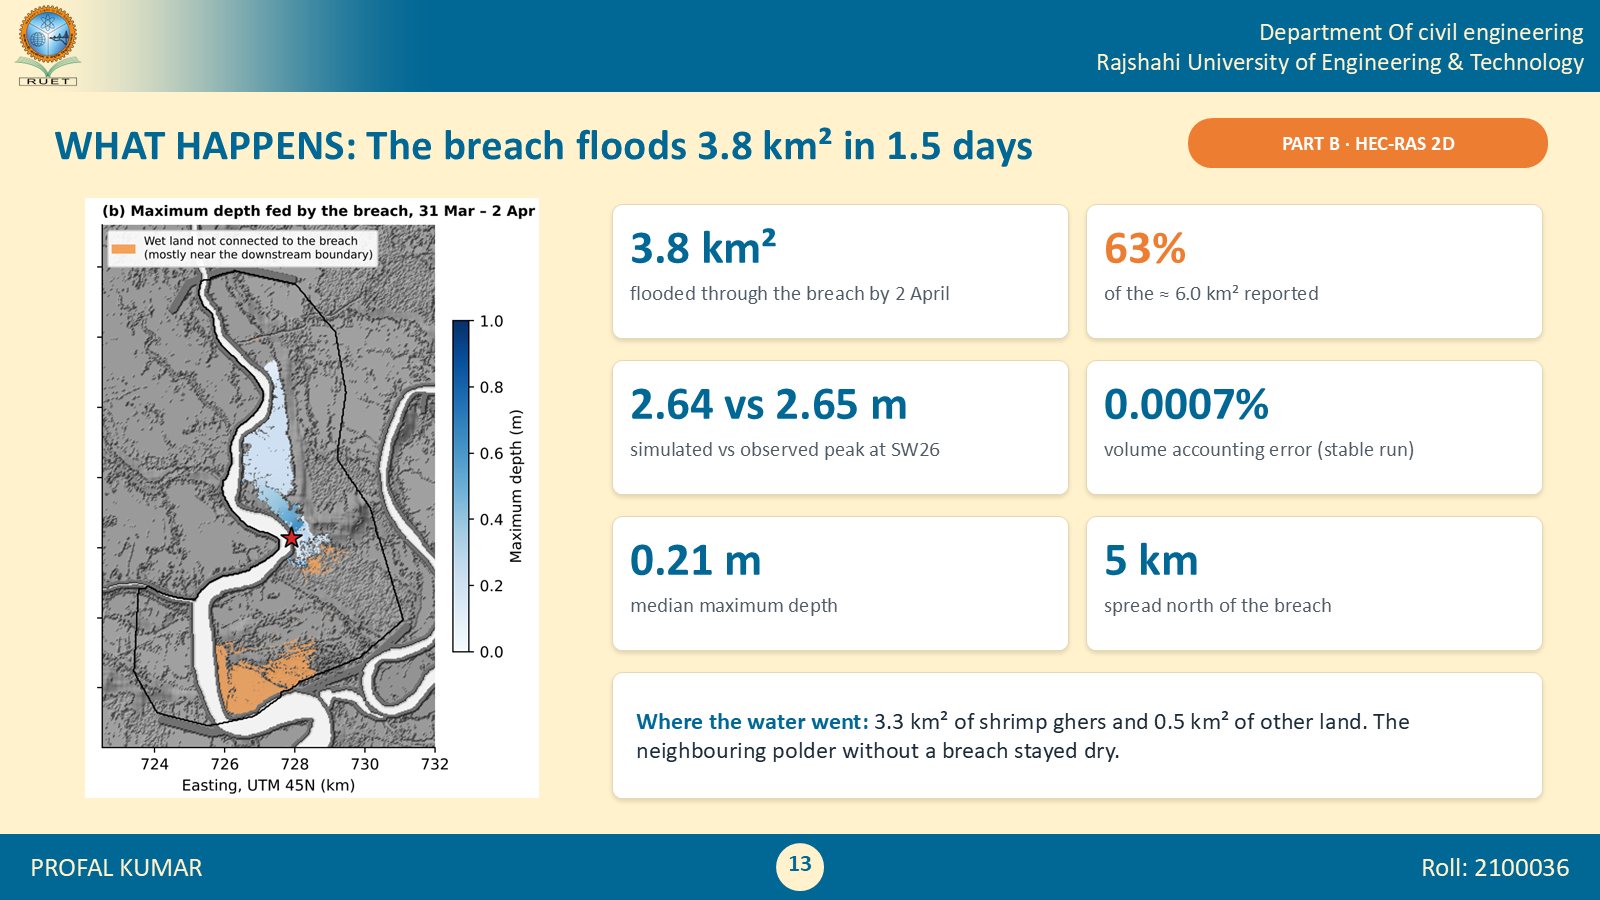 RUET
Department Of civil engineering
Rajshahi University of Engineering & Technology
WHAT HAPPENS: The breach floods 3.8 km² in 1.5 days
PART B · HEC-RAS 2D
(b) Maximum depth fed by the breach, 31 Mar – 2 Apr
Wet land not connected to the breach
(mostly near the downstream boundary)
1.0
0.8
0.6
0.4
0.2
0.0
Maximum depth (m)
724 726 728 730 732
Easting, UTM 45N (km)
3.8 km²
flooded through the breach by 2 April
63%
of the ≈ 6.0 km² reported
2.64 vs 2.65 m
simulated vs observed peak at SW26
0.0007%
volume accounting error (stable run)
0.21 m
median maximum depth
5 km
spread north of the breach
Where the water went: 3.3 km² of shrimp ghers and 0.5 km² of other land. The
neighbouring polder without a breach stayed dry.
PROFAL KUMAR
13
Roll: 2100036